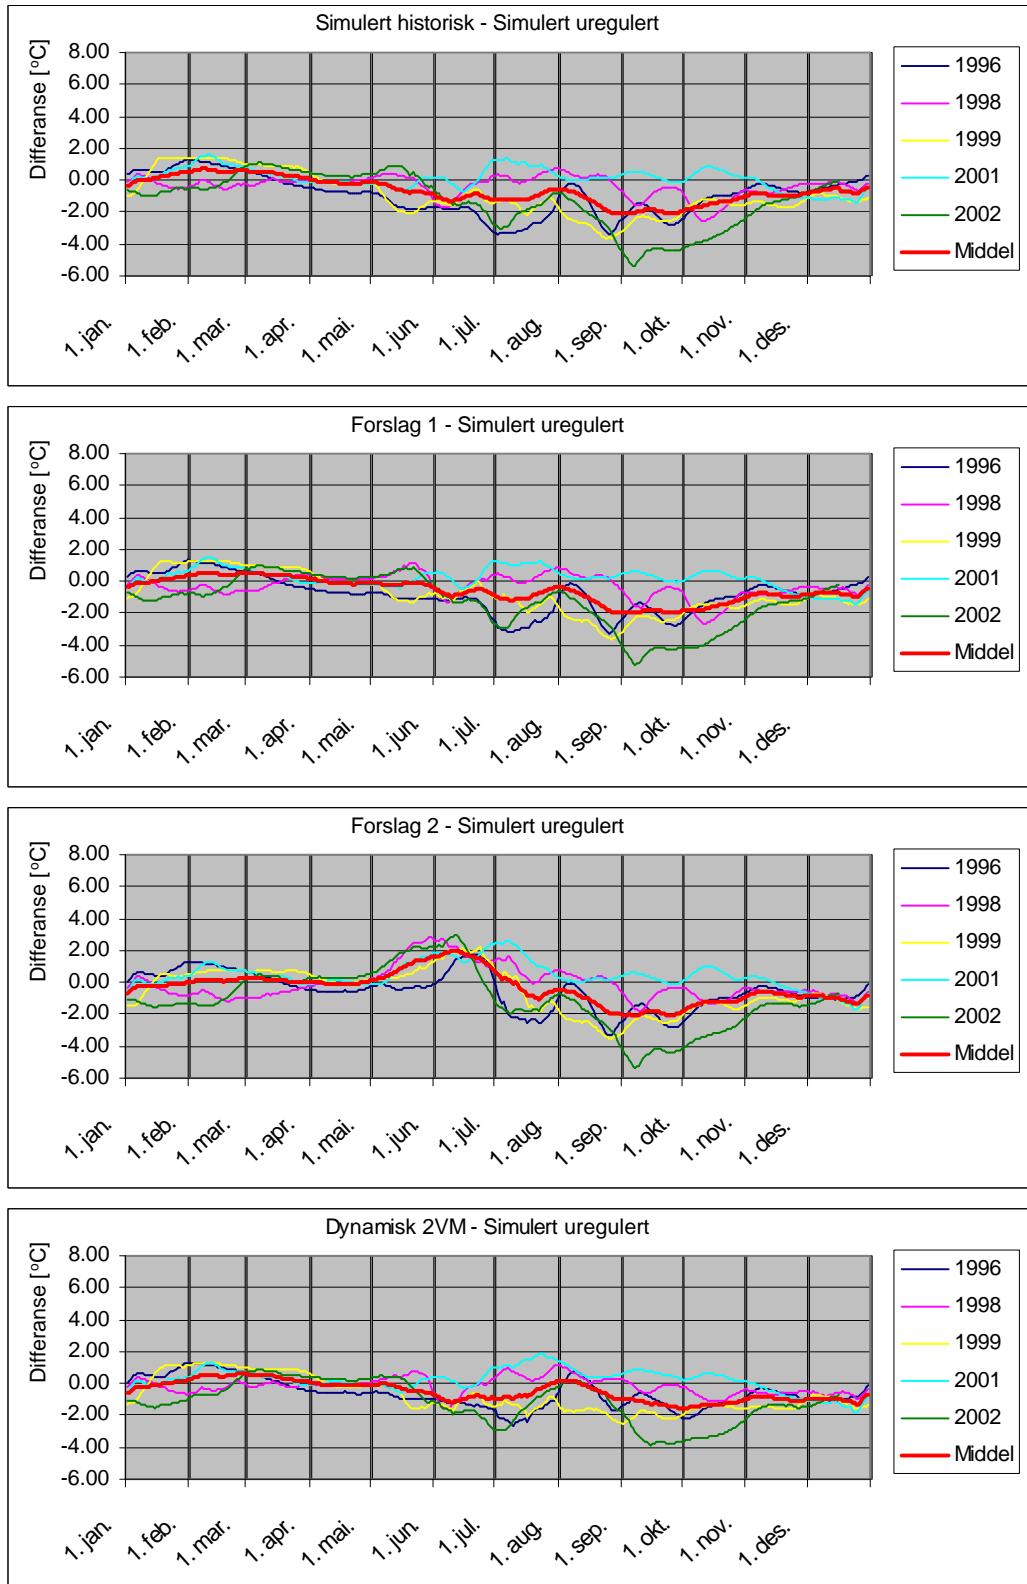 Simulert historisk - Simulert uregulert
Differanse [°C]
8.00
6.00
4.00
2.00
0.00
-2.00
-4.00
-6.00
1. jan.
1. feb.
1. mar.
1. apr.
1. mai.
1. jun.
1. jul.
1. aug.
1. sep.
1. okt.
1. nov.
1. des.
1996
1998
1999
2001
2002
Middel
Forslag 1 - Simulert uregulert
Differanse [°C]
8.00
6.00
4.00
2.00
0.00
-2.00
-4.00
-6.00
1. jan.
1. feb.
1. mar.
1. apr.
1. mai.
1. jun.
1. jul.
1. aug.
1. sep.
1. okt.
1. nov.
1. des.
1996
1998
1999
2001
2002
Middel
Forslag 2 - Simulert uregulert
Differanse [°C]
8.00
6.00
4.00
2.00
0.00
-2.00
-4.00
-6.00
1. jan.
1. feb.
1. mar.
1. apr.
1. mai.
1. jun.
1. jul.
1. aug.
1. sep.
1. okt.
1. nov.
1. des.
1996
1998
1999
2001
2002
Middel
Dynamisk 2VM - Simulert uregulert
Differanse [°C]
8.00
6.00
4.00
2.00
0.00
-2.00
-4.00
-6.00
1. jan.
1. feb.
1. mar.
1. apr.
1. mai.
1. jun.
1. jul.
1. aug.
1. sep.
1. okt.
1. nov.
1. des.
1996
1998
1999
2001
2002
Middel